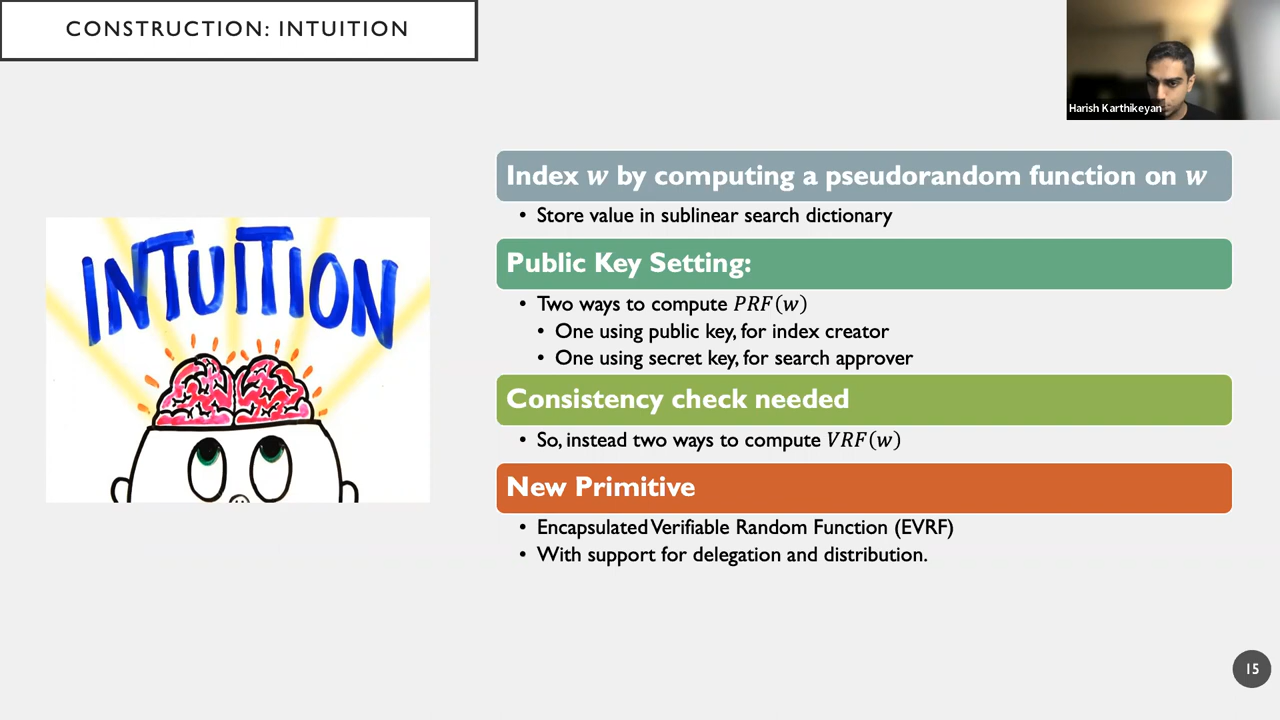 CONSTRUCTION: INTUITION
Harish Karthikeyan
INTUITION
Index w by computing a pseudorandom function on w
• Store value in sublinear search dictionary
Public Key Setting:
• Two ways to compute PRF(w)
• One using public key, for index creator
• One using secret key, for search approver
Consistency check needed
• So, instead two ways to compute VRF(w)
New Primitive
• Encapsulated Verifiable Random Function (EVRF)
• With support for delegation and distribution.
15